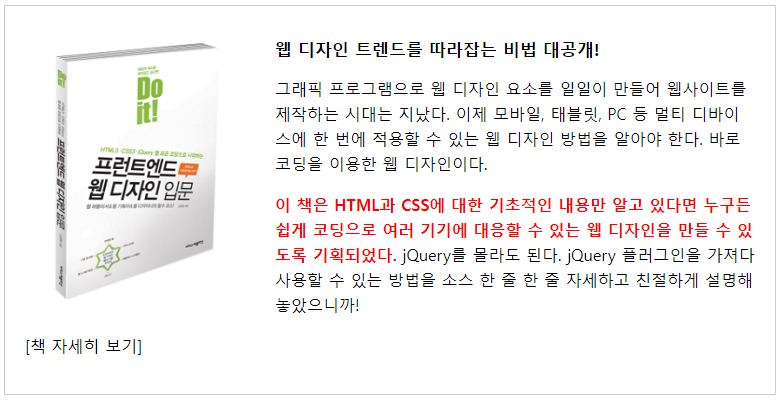 웹 디자인 트렌드를 따라잡는 비법 대공개!
그래픽 프로그램으로 웹 디자인 요소를 일일이 만들어 웹사이트를
제작하는 시대는 지났다. 이제 모바일, 태블릿, PC 등 멀티 디바이
스에 한 번에 적용할 수 있는 웹 디자인 방법을 알아야 한다. 바로
코딩을 이용한 웹 디자인이다.
이 책은 HTML과 CSS에 대한 기초적인 내용만 알고 있다면 누구든
쉽게 코딩으로 여러 기기에 대응할 수 있는 웹 디자인을 만들 수 있
도록 기획되었다. jQuery를 몰라도 된다. jQuery 플러그인을 가져다
사용할 수 있는 방법을 소스 한 줄 한 줄 자세하고 친절하게 설명해
놓았으니까!
Do
it!
프런트엔드
웹 디자인 입문
Do it!
[책 자세히 보기]